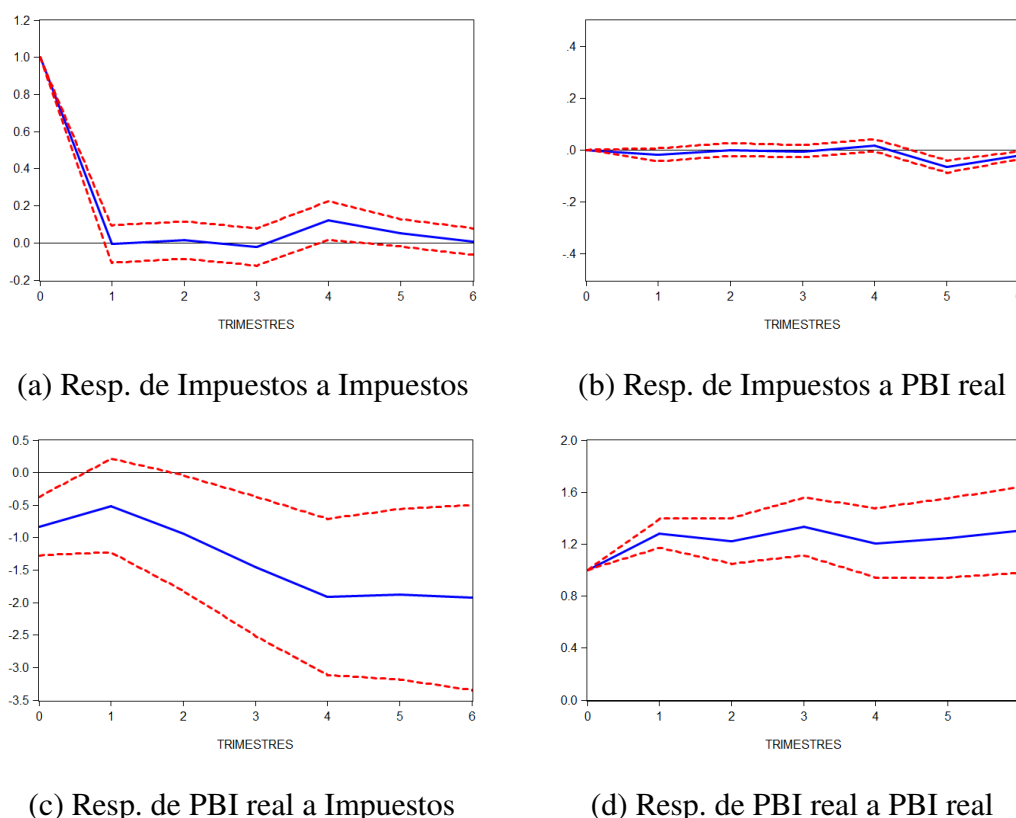 1.2
1.0
0.8
0.6
0.4
0.2
0.0
-0.2
0 1 2 3 4 5 6
TRIMESTRES
.4
.2
.0
-.2
-.4
0 1 2 3 4 5
TRIMESTRES
(a) Resp. de Impuestos a Impuestos
(b) Resp. de Impuestos a PBI real
0.5
0.0
-0.5
-1.0
-1.5
-2.0
-2.5
-3.0
-3.5
0 1 2 3 4 5 6
TRIMESTRES
2.0
1.6
1.2
0.8
0.4
0.0
0 1 2 3 4 5
TRIMESTRES
(c) Resp. de PBI real a Impuestos
(d) Resp. de PBI real a PBI real